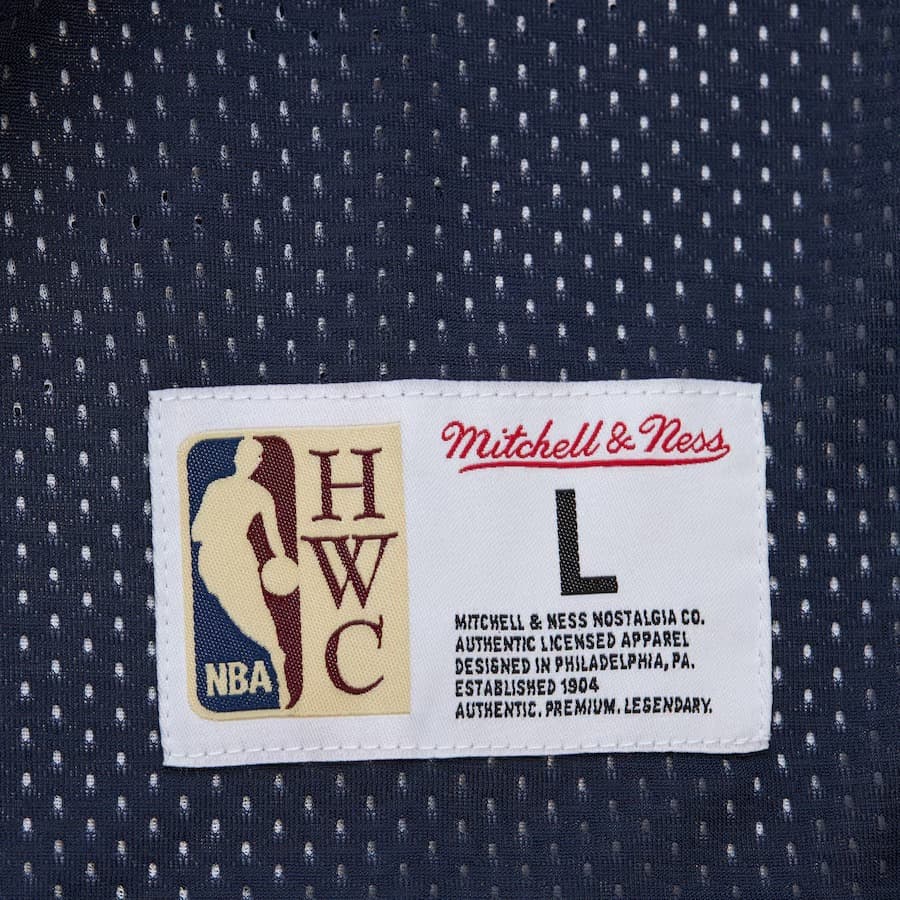 NBA
H
W
C
Mitchell & Ness
L
MITCHELL & NESS NOSTALGIA CO.
AUTHENTIC LICENSED APPAREL
DESIGNED IN PHILADELPHIA, PA.
ESTABLISHED 1904
AUTHENTIC. PREMIUM. LEGENDARY.